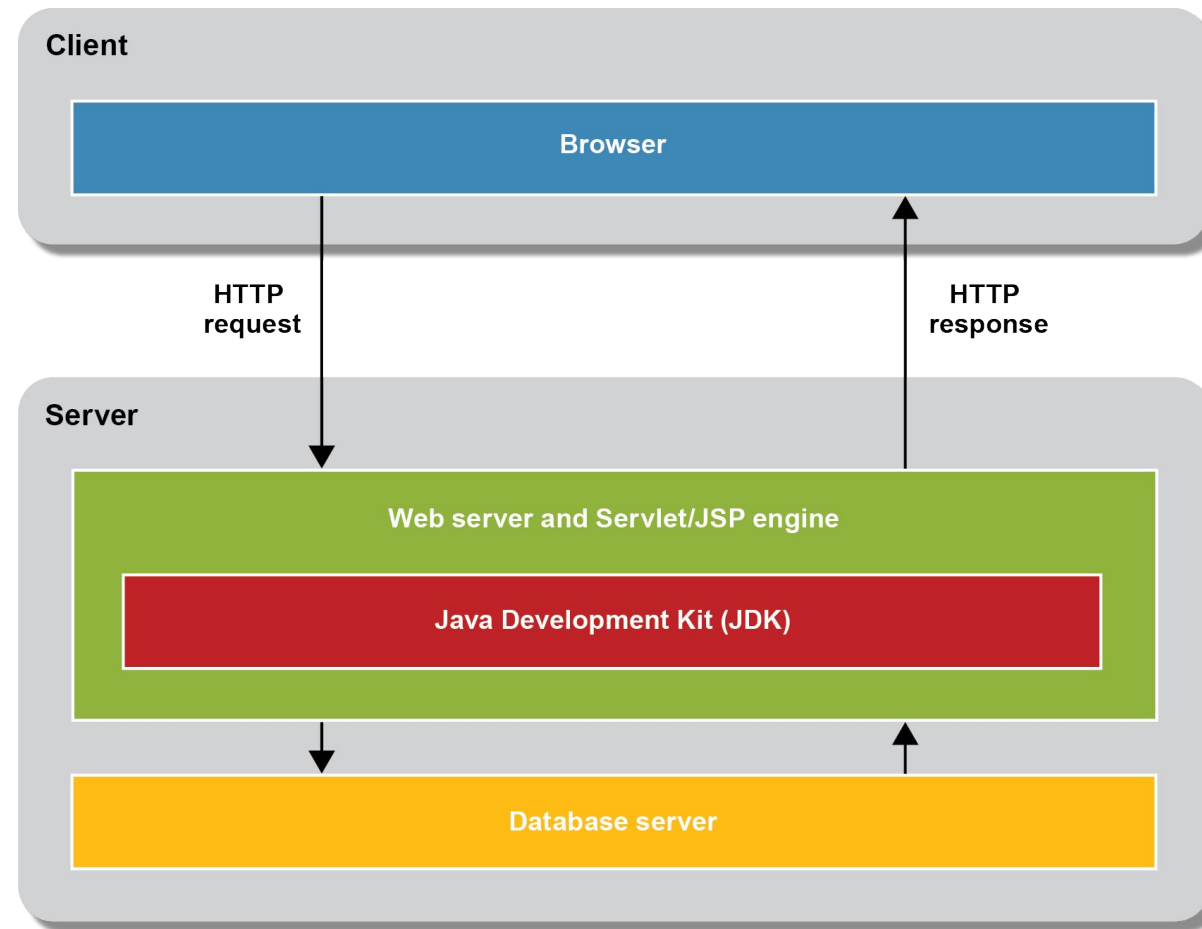 Client
Browser
HTTP
request
HTTP
response
Server
Web server and Servlet/JSP engine
Java Development Kit (JDK)
Database server